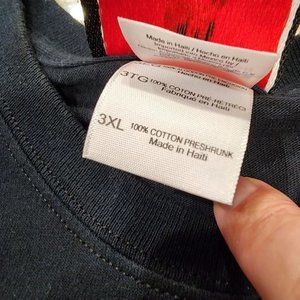 Made in Haiti / Hecho en Haiti
3TG 100% COTON PRÉ-RÉTRÉCI
Fabriqué en Haïti
3XL 100% COTTON PRESHRUNK
Made in Haiti